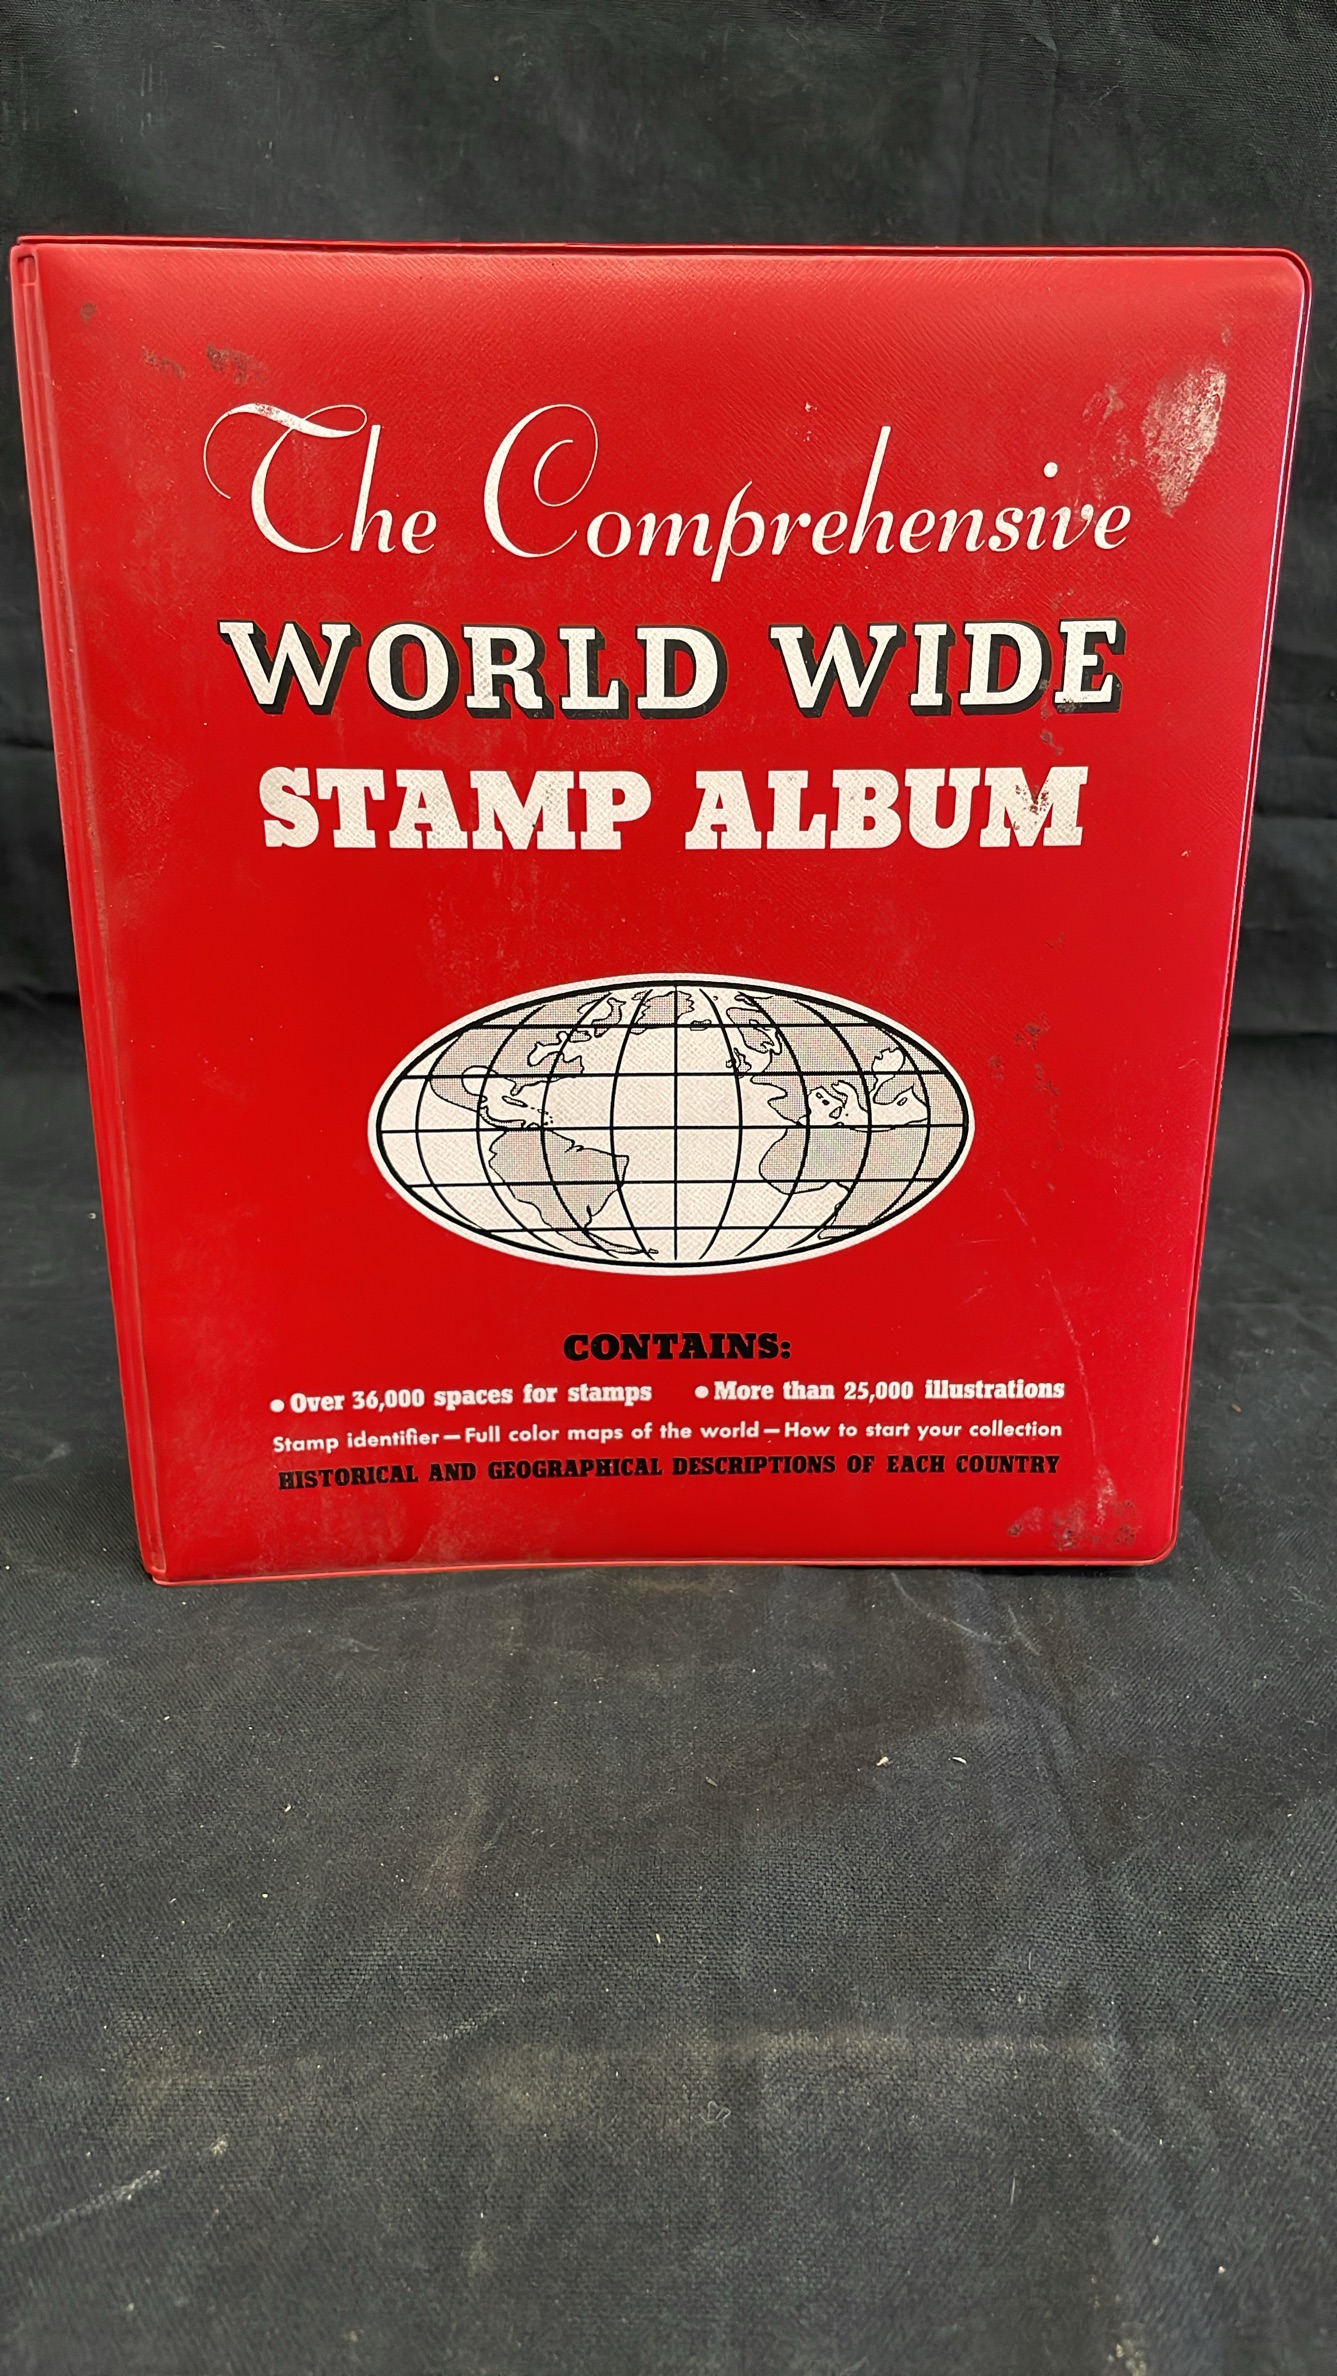 The Comprehensive
WORLD WIDE
STAMP ALBUM
CONTAINS:
• Over 36,000 spaces for stamps • More than 25,000 illustrations
Stamp identifier — Full color maps of the world — How to start your collection
HISTORICAL AND GEOGRAPHICAL DESCRIPTIONS OF EACH COUNTRY